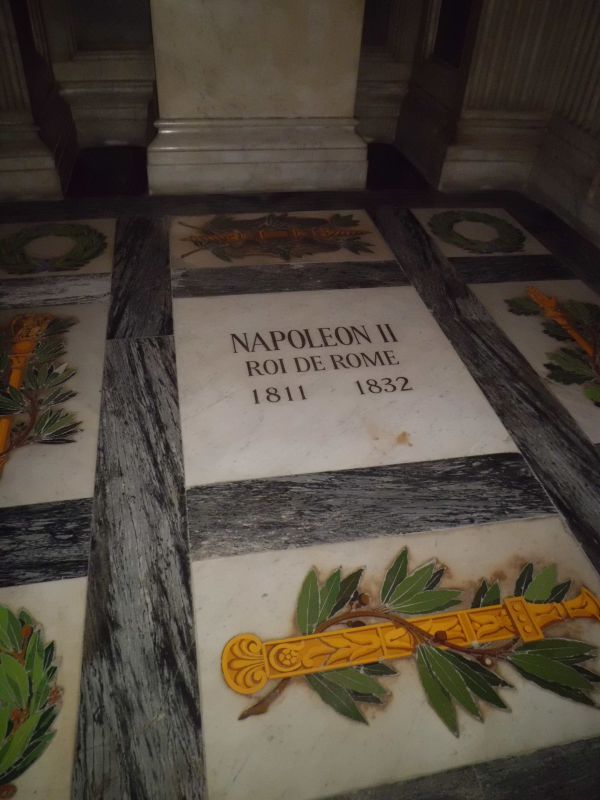 NAPOLEON II
ROI DE ROME
1811 1832